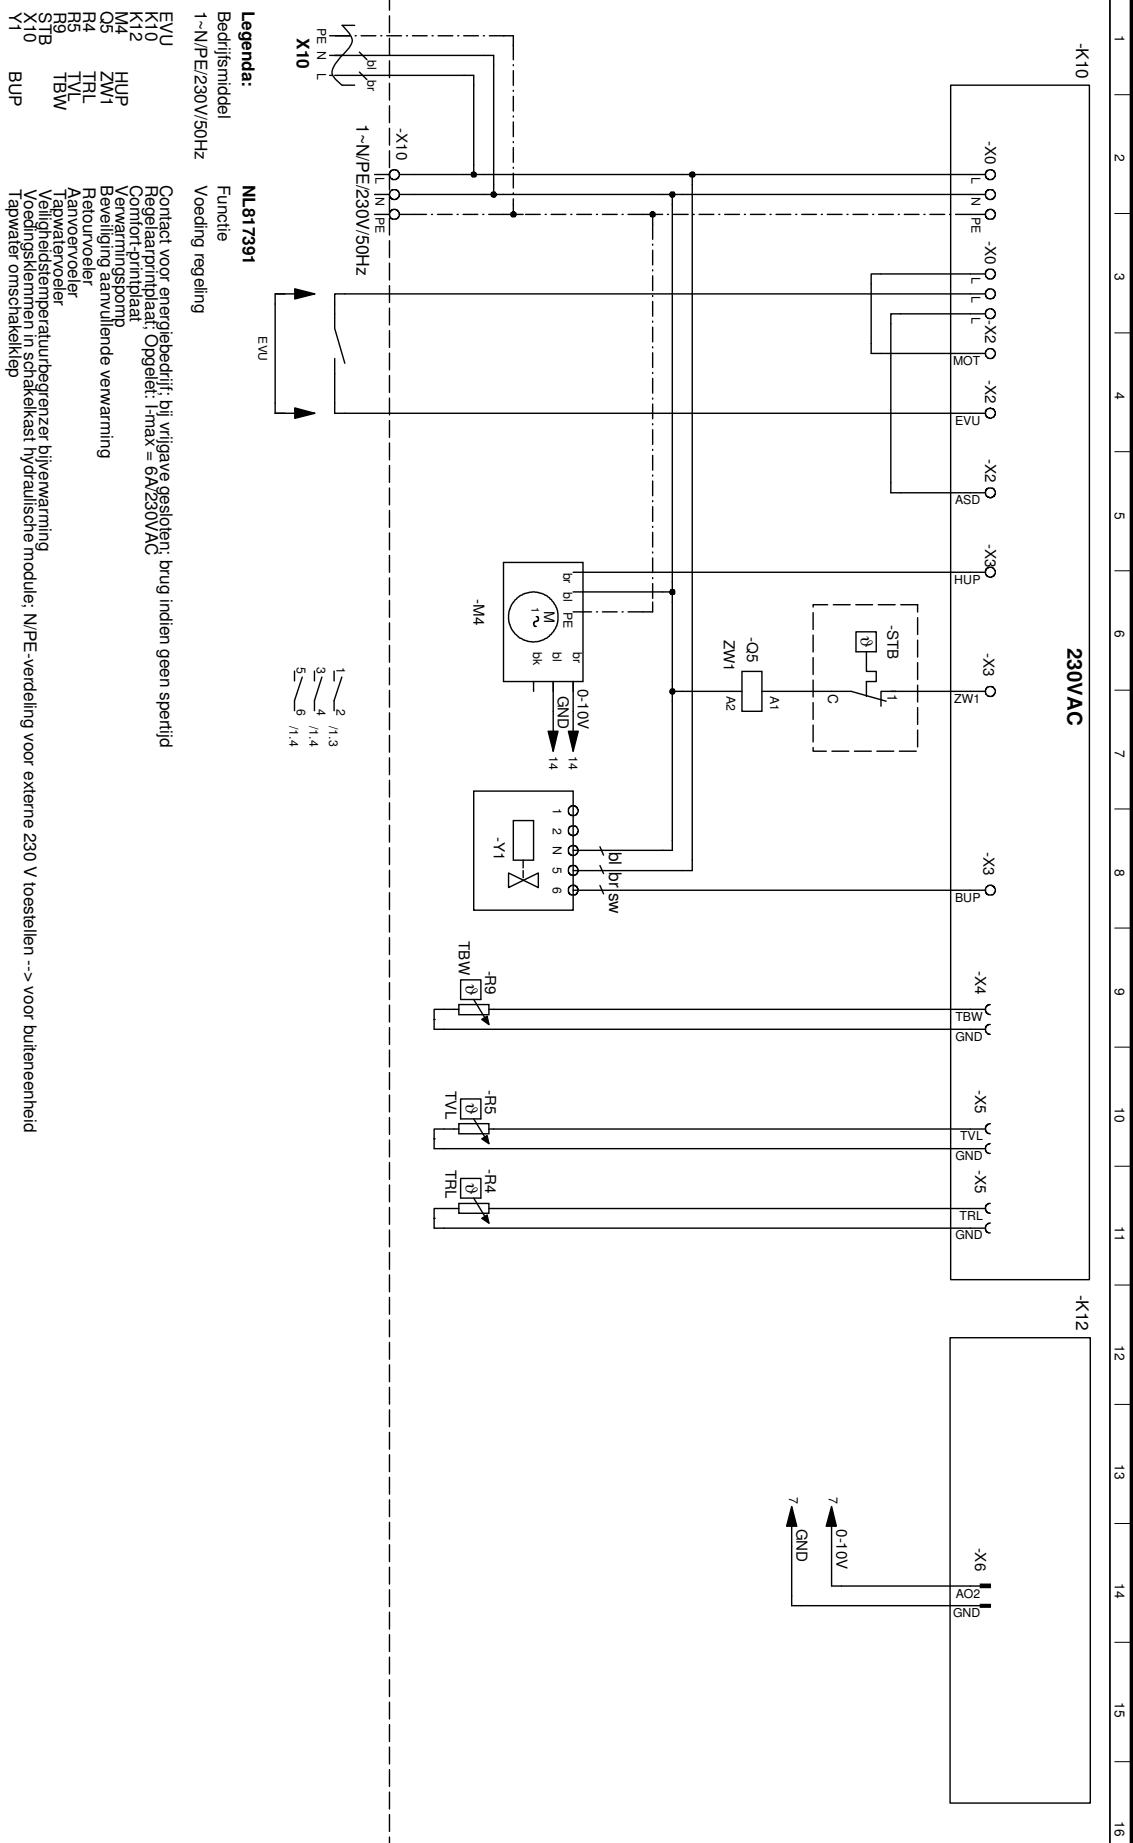 1 2 3 4 5 6 7 8 9 10 11 12 13 14 15 16
-K10
230VAC
-K12
-X0
L
N
PE
-X0
L
L
L
-X2
MOT
-X2
EVU
-X2
ASD
-X3
HUP
-X3
ZW1
-X3
BUP
-X4
TBW
GND
-X5
TVL
GND
-X5
TRL
GND
-X6
AO2
GND
0-10V
7
GND
7
-STB
ϑ
1
C
-Q5
ZW1
A1
A2
br
bl
PE
M
1~
br
bl
bk
-M4
0-10V
14
GND
14
bl
br
sw
1
2
N
5
6
-Y1
-R9
TBW
ϑ
-R5
TVL
ϑ
-R4
TRL
ϑ
-X10
L
N
PE
1~N/PE/230V/50Hz
bl
br
PE
N
L
X10
EVU
1 2 /1.3
3 4 /1.4
5 6 /1.4
Legenda: NL817391
Bedrijfsmiddel Functie
1~N/PE/230V/50Hz Voeding regeling
EVU Contact voor energiebedrijf; bij vrijgave gesloten; brug indien geen spertijd
K10 Regelaarprintplaat; Opgelet: I-max = 6A/230VAC
K12 Comfort-printplaat
M4 HUP Verwarmingspomp
Q5 ZW1 Beveiliging aanvullende verwarming
R4 TRL Retourvoeler
R5 TVL Aanvoervoeler
R9 TBW Tapwatervoeler
STB Veiligheidstemperatuurbegrenzer bijverwarming
X10 Voedingsklemmen in schakelkast hydraulische module; N/PE-verdeling voor externe 230 V toestellen --> voor buiteneenheid
Y1 BUP Tapwater omschakelklep